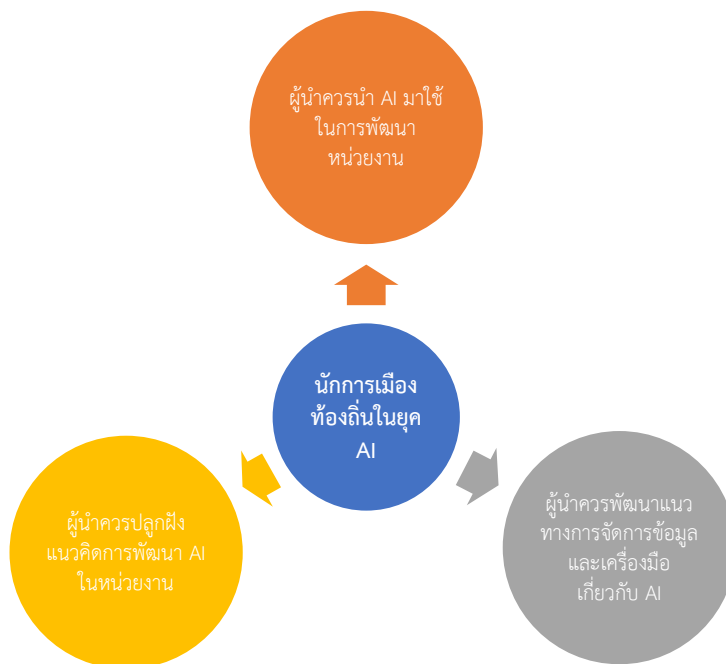 ผู้นำควรนำ AI มาใช้
ในการพัฒนา
หน่วยงาน
นักการเมือง
ท้องถิ่นในยุค
AI
ผู้นำควรปลูกฝัง
แนวคิดการพัฒนา AI
ในหน่วยงาน
ผู้นำควรพัฒนาแนว
ทางการจัดการข้อมูล
และเครื่องมือ
เกี่ยวกับ AI